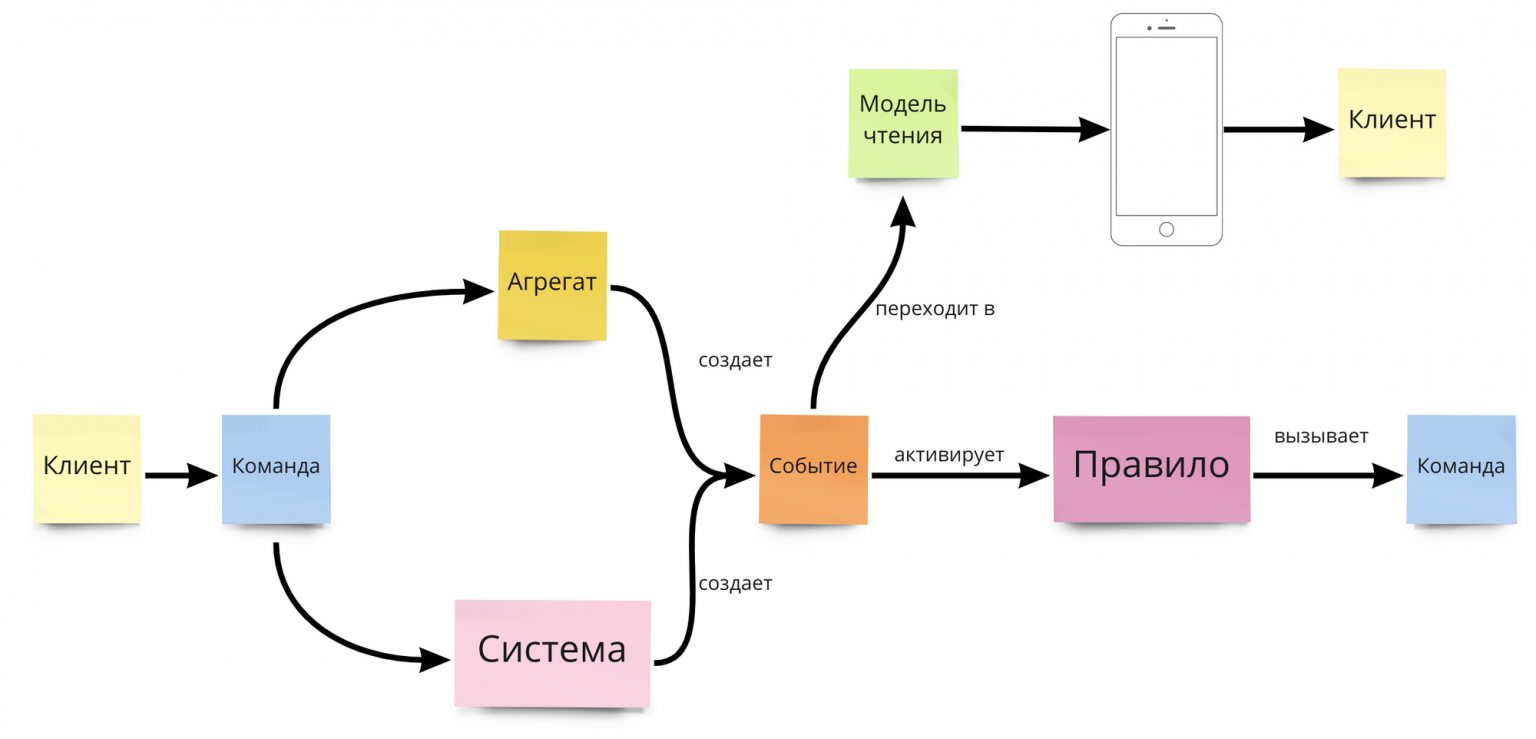 Модель
чтения
Клиент
Агрегат
переходит в
создает
Клиент
Команда
Событие
активирует
Правило
вызывает
Команда
создает
Система